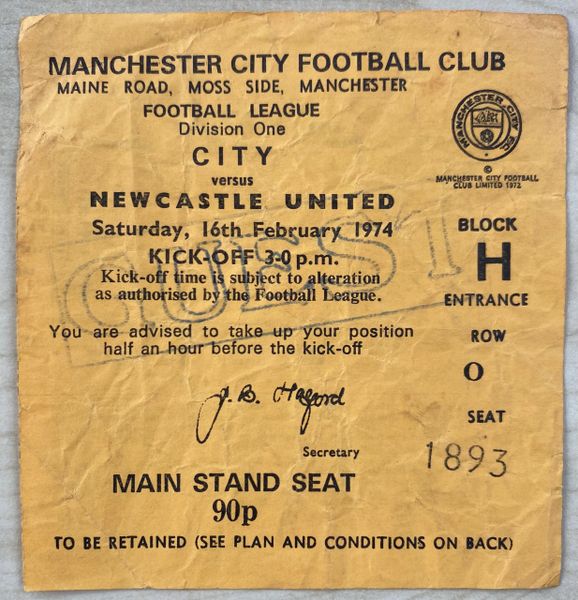 MANCHESTER CITY FOOTBALL CLUB
MAINE ROAD, MOSS SIDE, MANCHESTER
FOOTBALL LEAGUE
Division One
CITY
versus
NEWCASTLE UNITED
Saturday, 16th February 1974
KICK-OFF 3-0 p.m.
Kick-off time is subject to alteration
as authorised by the Football League.
GUEST
You are advised to take up your position
half an hour before the kick-off
J. B. Halford
Secretary
MAIN STAND SEAT
90p
TO BE RETAINED (SEE PLAN AND CONDITIONS ON BACK)
MANCHESTER CITY F.C.
©
MANCHESTER CITY FOOTBALL
CLUB LIMITED 1972
BLOCK
H
ENTRANCE
ROW
O
SEAT
1893